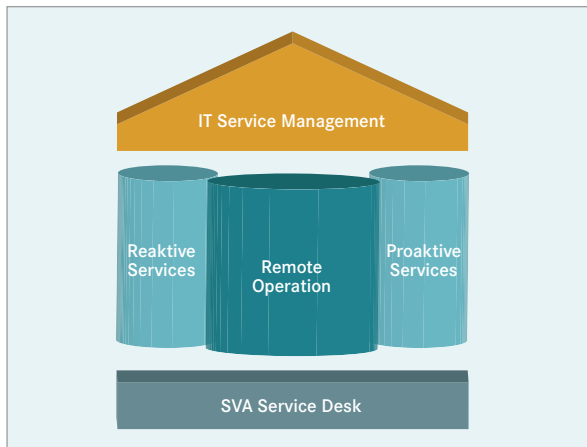 IT Service Management
Reaktive
Services
Remote
Operation
Proaktive
Services
SVA Service Desk